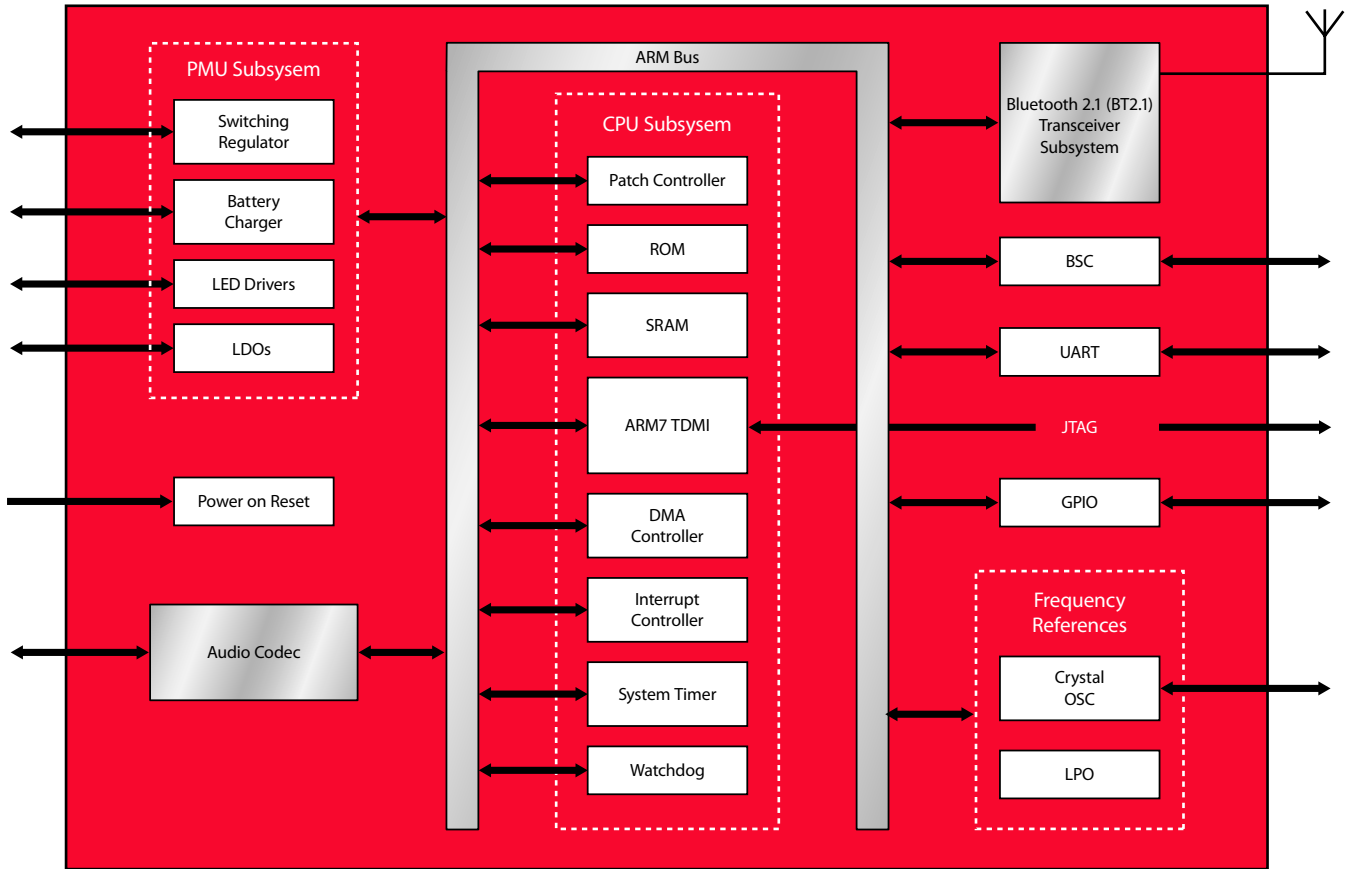 ARM Bus
PMU Subsysem
Switching
Regulator
Battery
Charger
LED Drivers
LDOs
Power on Reset
Audio Codec
CPU Subsysem
Patch Controller
ROM
SRAM
ARM7 TDMI
DMA
Controller
Interrupt
Controller
System Timer
Watchdog
Bluetooth 2.1 (BT2.1)
Transceiver
Subsystem
BSC
UART
JTAG
GPIO
Frequency
References
Crystal
OSC
LPO